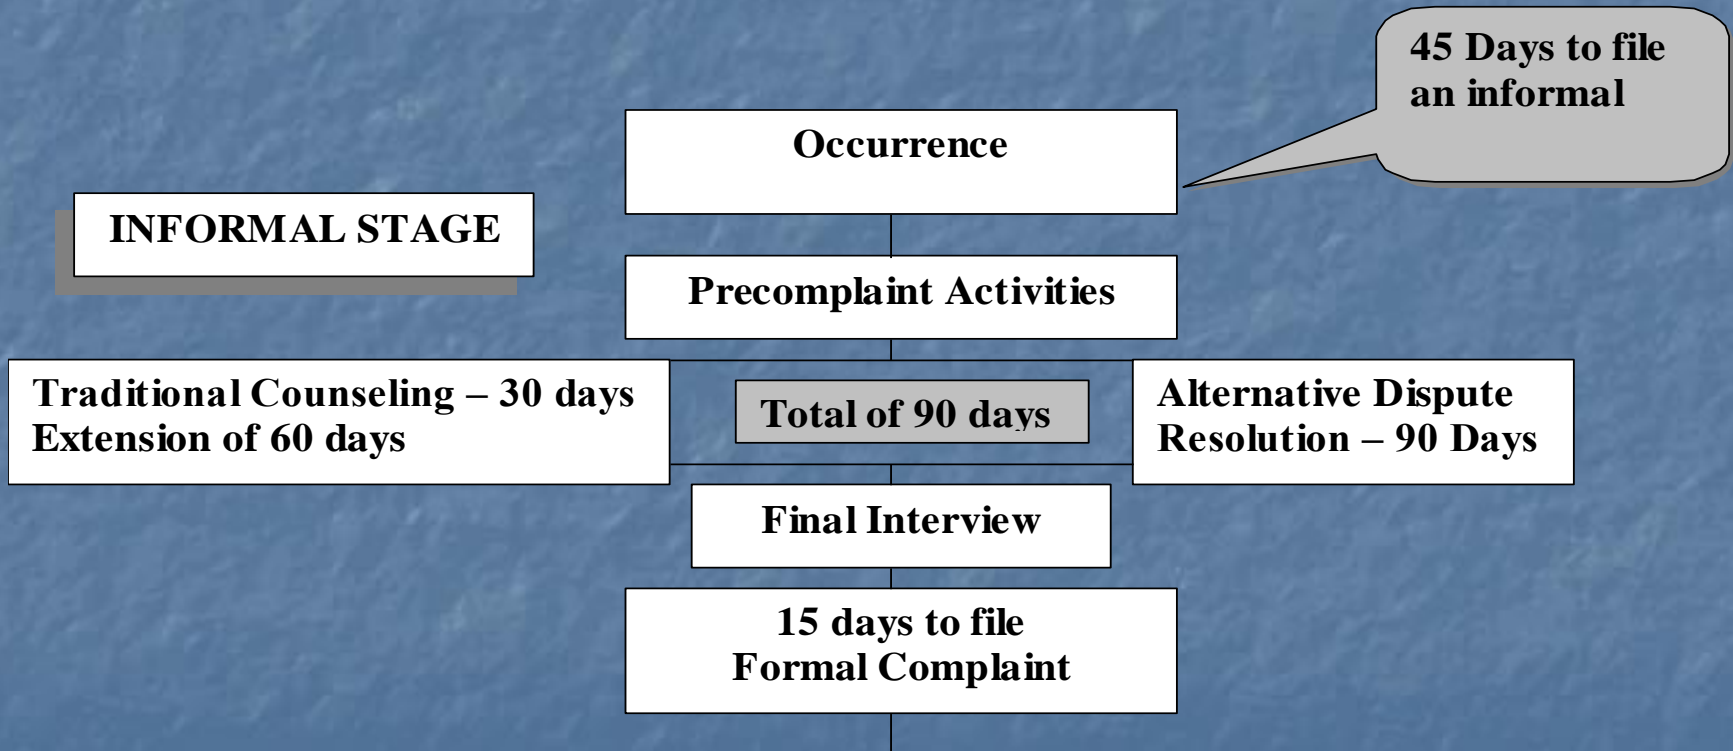 45 Days to file
an informal
Occurrence
INFORMAL STAGE
Precomplaint Activities
Traditional Counseling – 30 days
Extension of 60 days
Total of 90 days
Alternative Dispute
Resolution – 90 Days
Final Interview
15 days to file
Formal Complaint